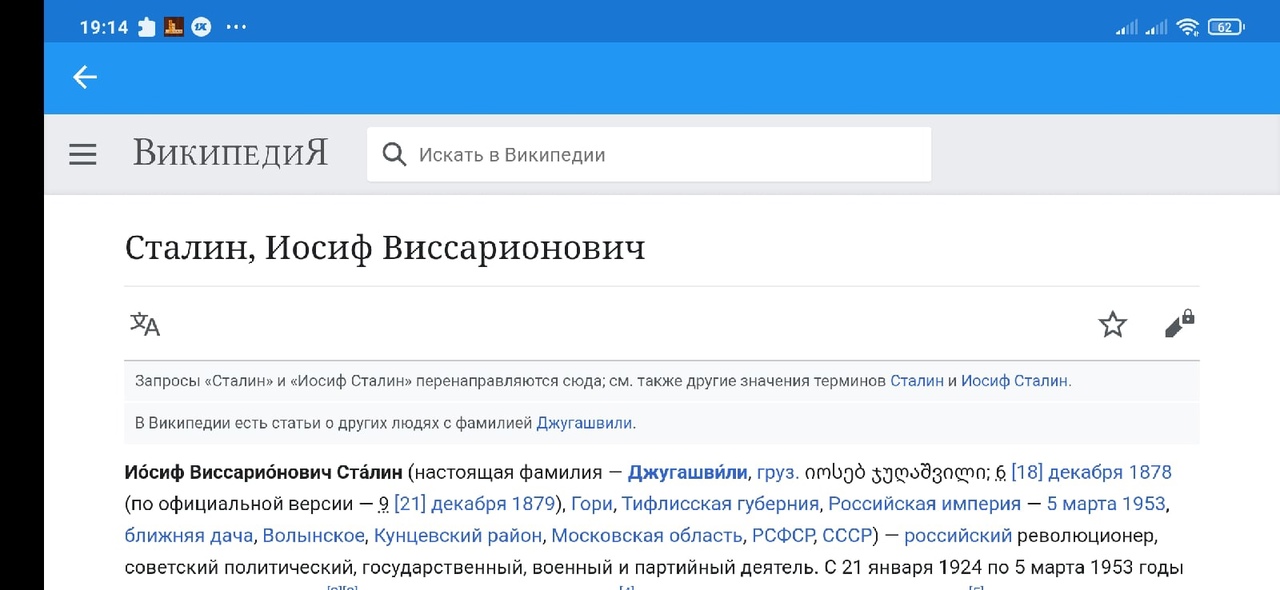 19:14
1X
62
ВикипедиЯ
Искать в Википедии
Сталин, Иосиф Виссарионович
Запросы «Сталин» и «Иосиф Сталин» перенаправляются сюда; см. также другие значения терминов Сталин и Иосиф Сталин.
В Википедии есть статьи о других людях с фамилией Джугашвили.
Ио́сиф Виссарио́нович Ста́лин (настоящая фамилия — Джугашви́ли, груз. იოსებ ჯუღაშვილი; 6 [18] декабря 1878
(по официальной версии — 9 [21] декабря 1879), Гори, Тифлисская губерния, Российская империя — 5 марта 1953,
ближняя дача, Волынское, Кунцевский район, Московская область, РСФСР, СССР) — российский революционер,
советский политический, государственный, военный и партийный деятель. С 21 января 1924 по 5 марта 1953 годы